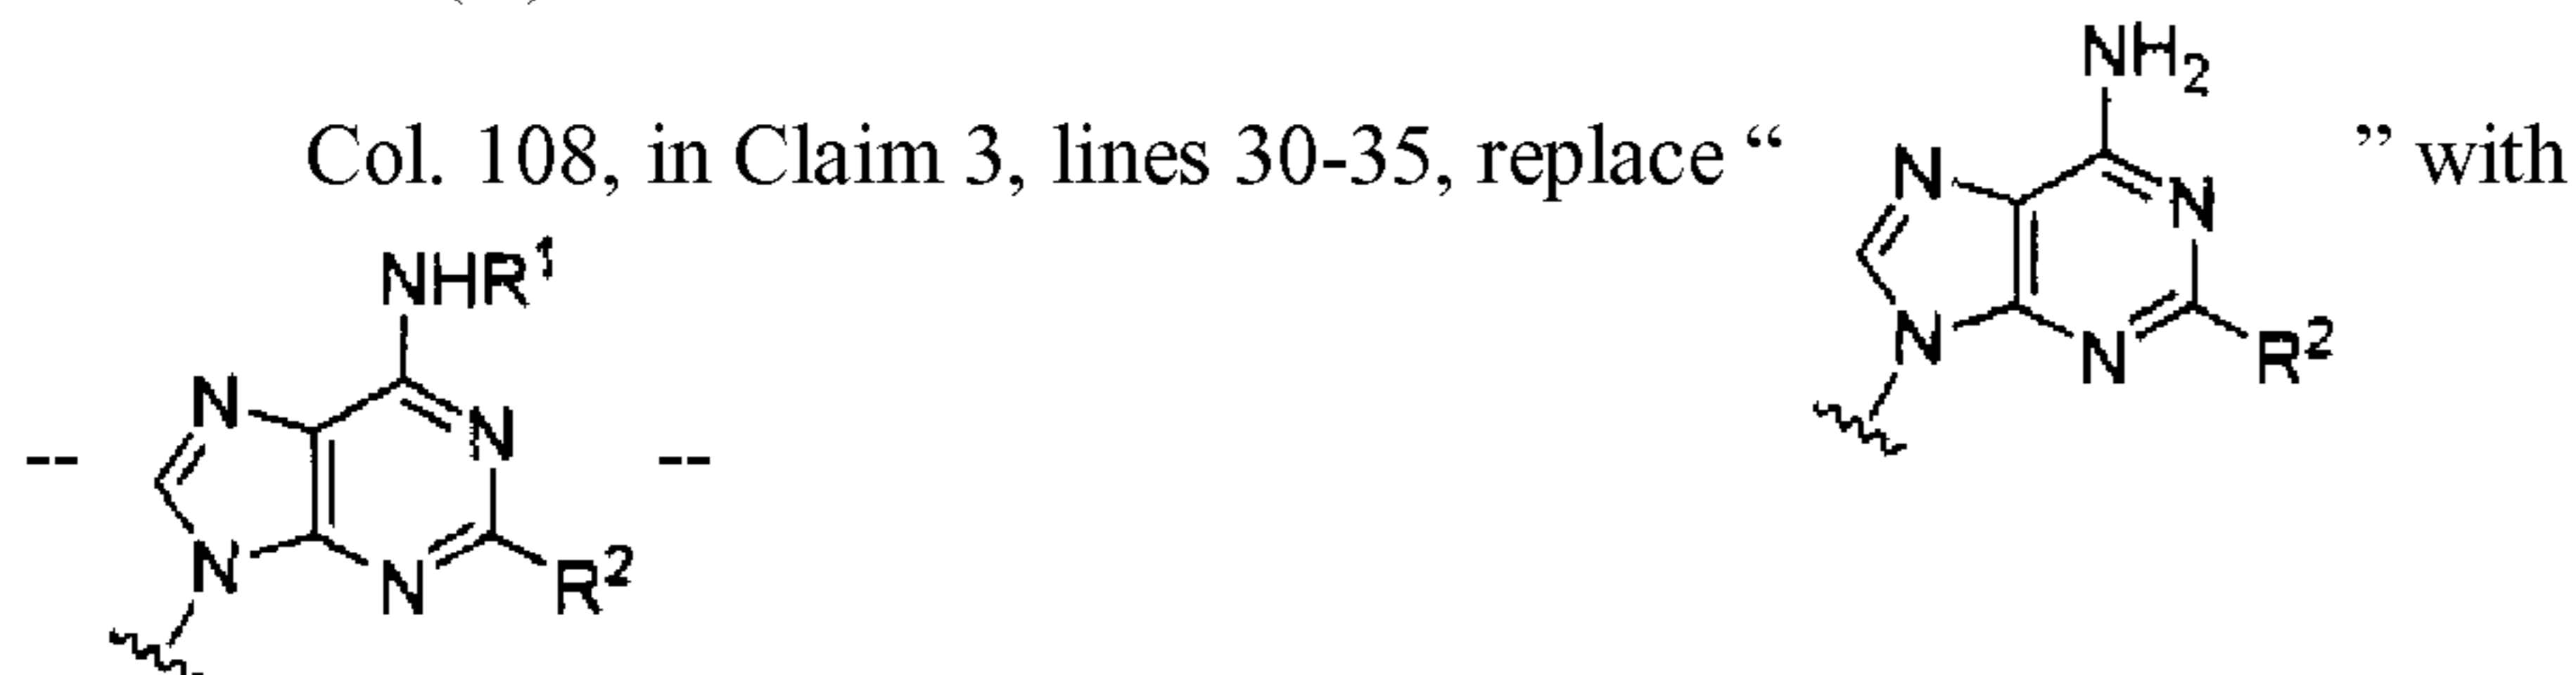 Col. 108, in Claim 3, lines 30-35, replace “ ” with
NH₂
N
N
N
N
R²
-- --
NHR¹
N
N
N
N
R²